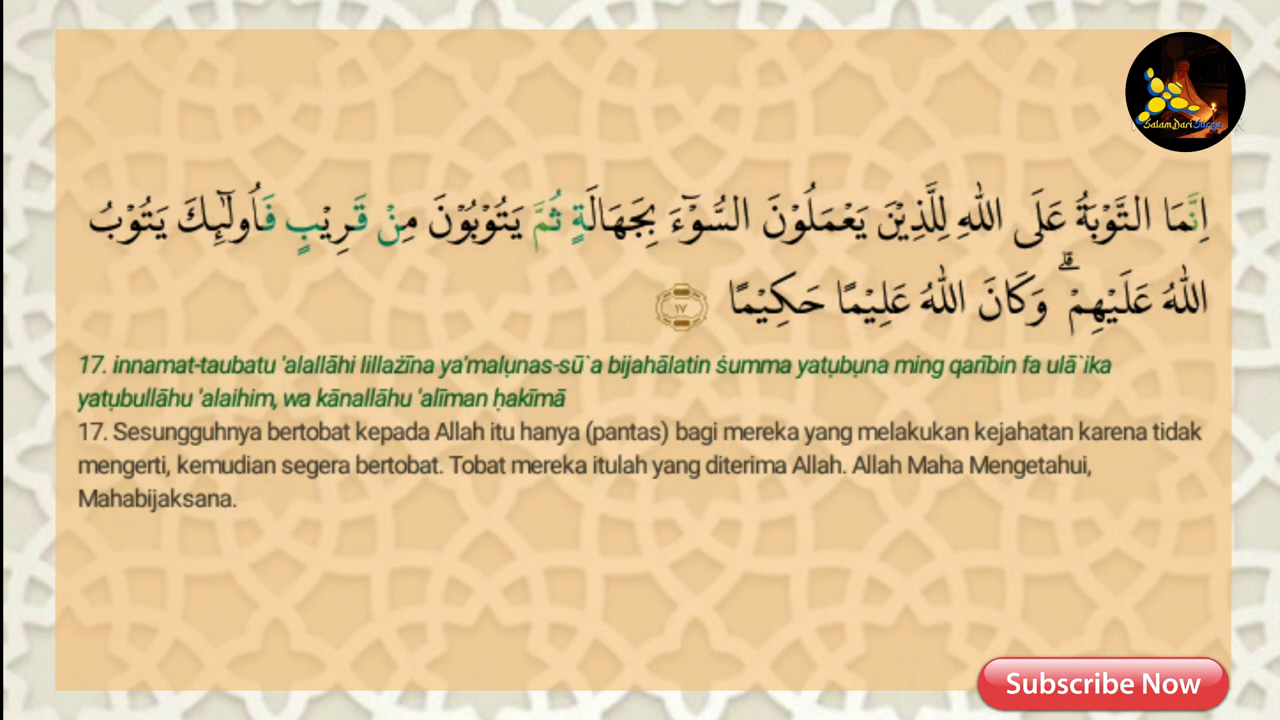 SalamDari
اِنَّمَا التَّوْبَةُ عَلَى اللّٰهِ لِلَّذِيْنَ يَعْمَلُوْنَ السُّوْۤءَ بِجَهَالَةٍ ثُمَّ يَتُوْبُوْنَ مِنْ قَرِيْبٍ فَاُولٰۤىِٕكَ يَتُوْبُ
اللّٰهُ عَلَيْهِمْ ۗ وَكَانَ اللّٰهُ عَلِيْمًا حَكِيْمًا ١٧
17. innamat-taubatu 'alallāhi lillażīna ya'malụnas-sū`a bijahālatin ṡumma yatụbụna ming qarībin fa ulā`ika
yatụbullāhu 'alaihim, wa kānallāhu 'alīman ḥakīmā
17. Sesungguhnya bertobat kepada Allah itu hanya (pantas) bagi mereka yang melakukan kejahatan karena tidak
mengerti, kemudian segera bertobat. Tobat mereka itulah yang diterima Allah. Allah Maha Mengetahui,
Mahabijaksana.
Subscribe Now